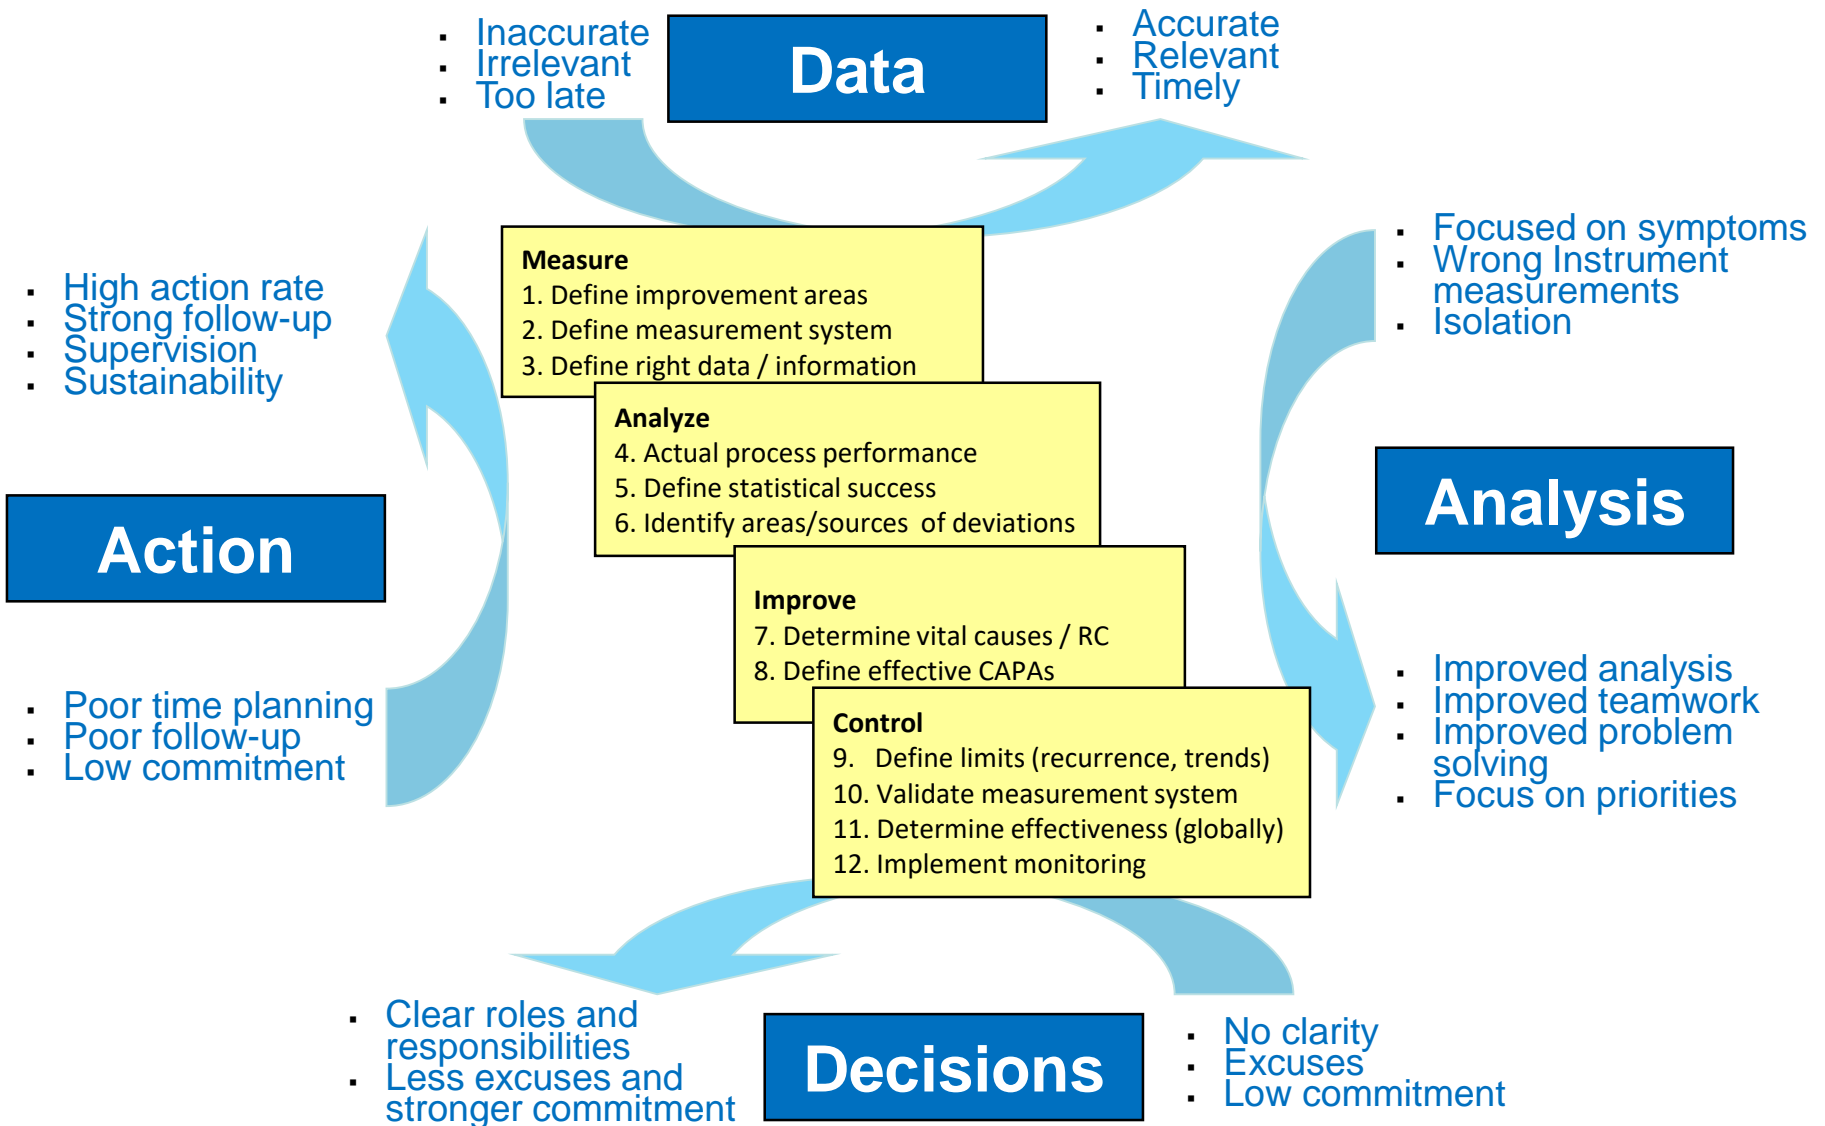 ▪ Inaccurate
▪ Irrelevant
▪ Too late
Data
▪ Accurate
▪ Relevant
▪ Timely
▪ Focused on symptoms
▪ Wrong Instrument
measurements
▪ Isolation
▪ High action rate
▪ Strong follow-up
▪ Supervision
▪ Sustainability
Measure
1. Define improvement areas
2. Define measurement system
3. Define right data / information
Analyze
4. Actual process performance
5. Define statistical success
6. Identify areas/sources  of deviations
Action
Analysis
Improve
7. Determine vital causes / RC
8. Define effective CAPAs
▪ Poor time planning
▪ Poor follow-up
▪ Low commitment
▪ Improved analysis
▪ Improved teamwork
▪ Improved problem
solving
▪ Focus on priorities
Control
9.   Define limits (recurrence, trends)
10. Validate measurement system
11. Determine effectiveness (globally)
12. Implement monitoring
▪ Clear roles and
responsibilities
▪ Less excuses and
stronger commitment
Decisions
▪ No clarity
▪ Excuses
▪ Low commitment